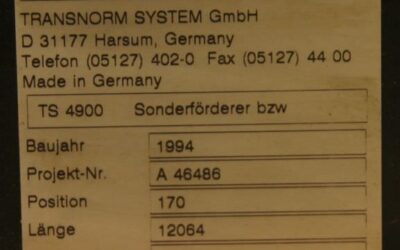 TRANSNORM SYSTEM GmbH
D 31177 Harsum, Germany
Telefon (05127) 402-0 Fax (05127) 44 00
Made in Germany
TS 4900 Sonderförderer bzw
Baujahr 1994
Projekt-Nr. A 46486
Position 170
Länge 12064